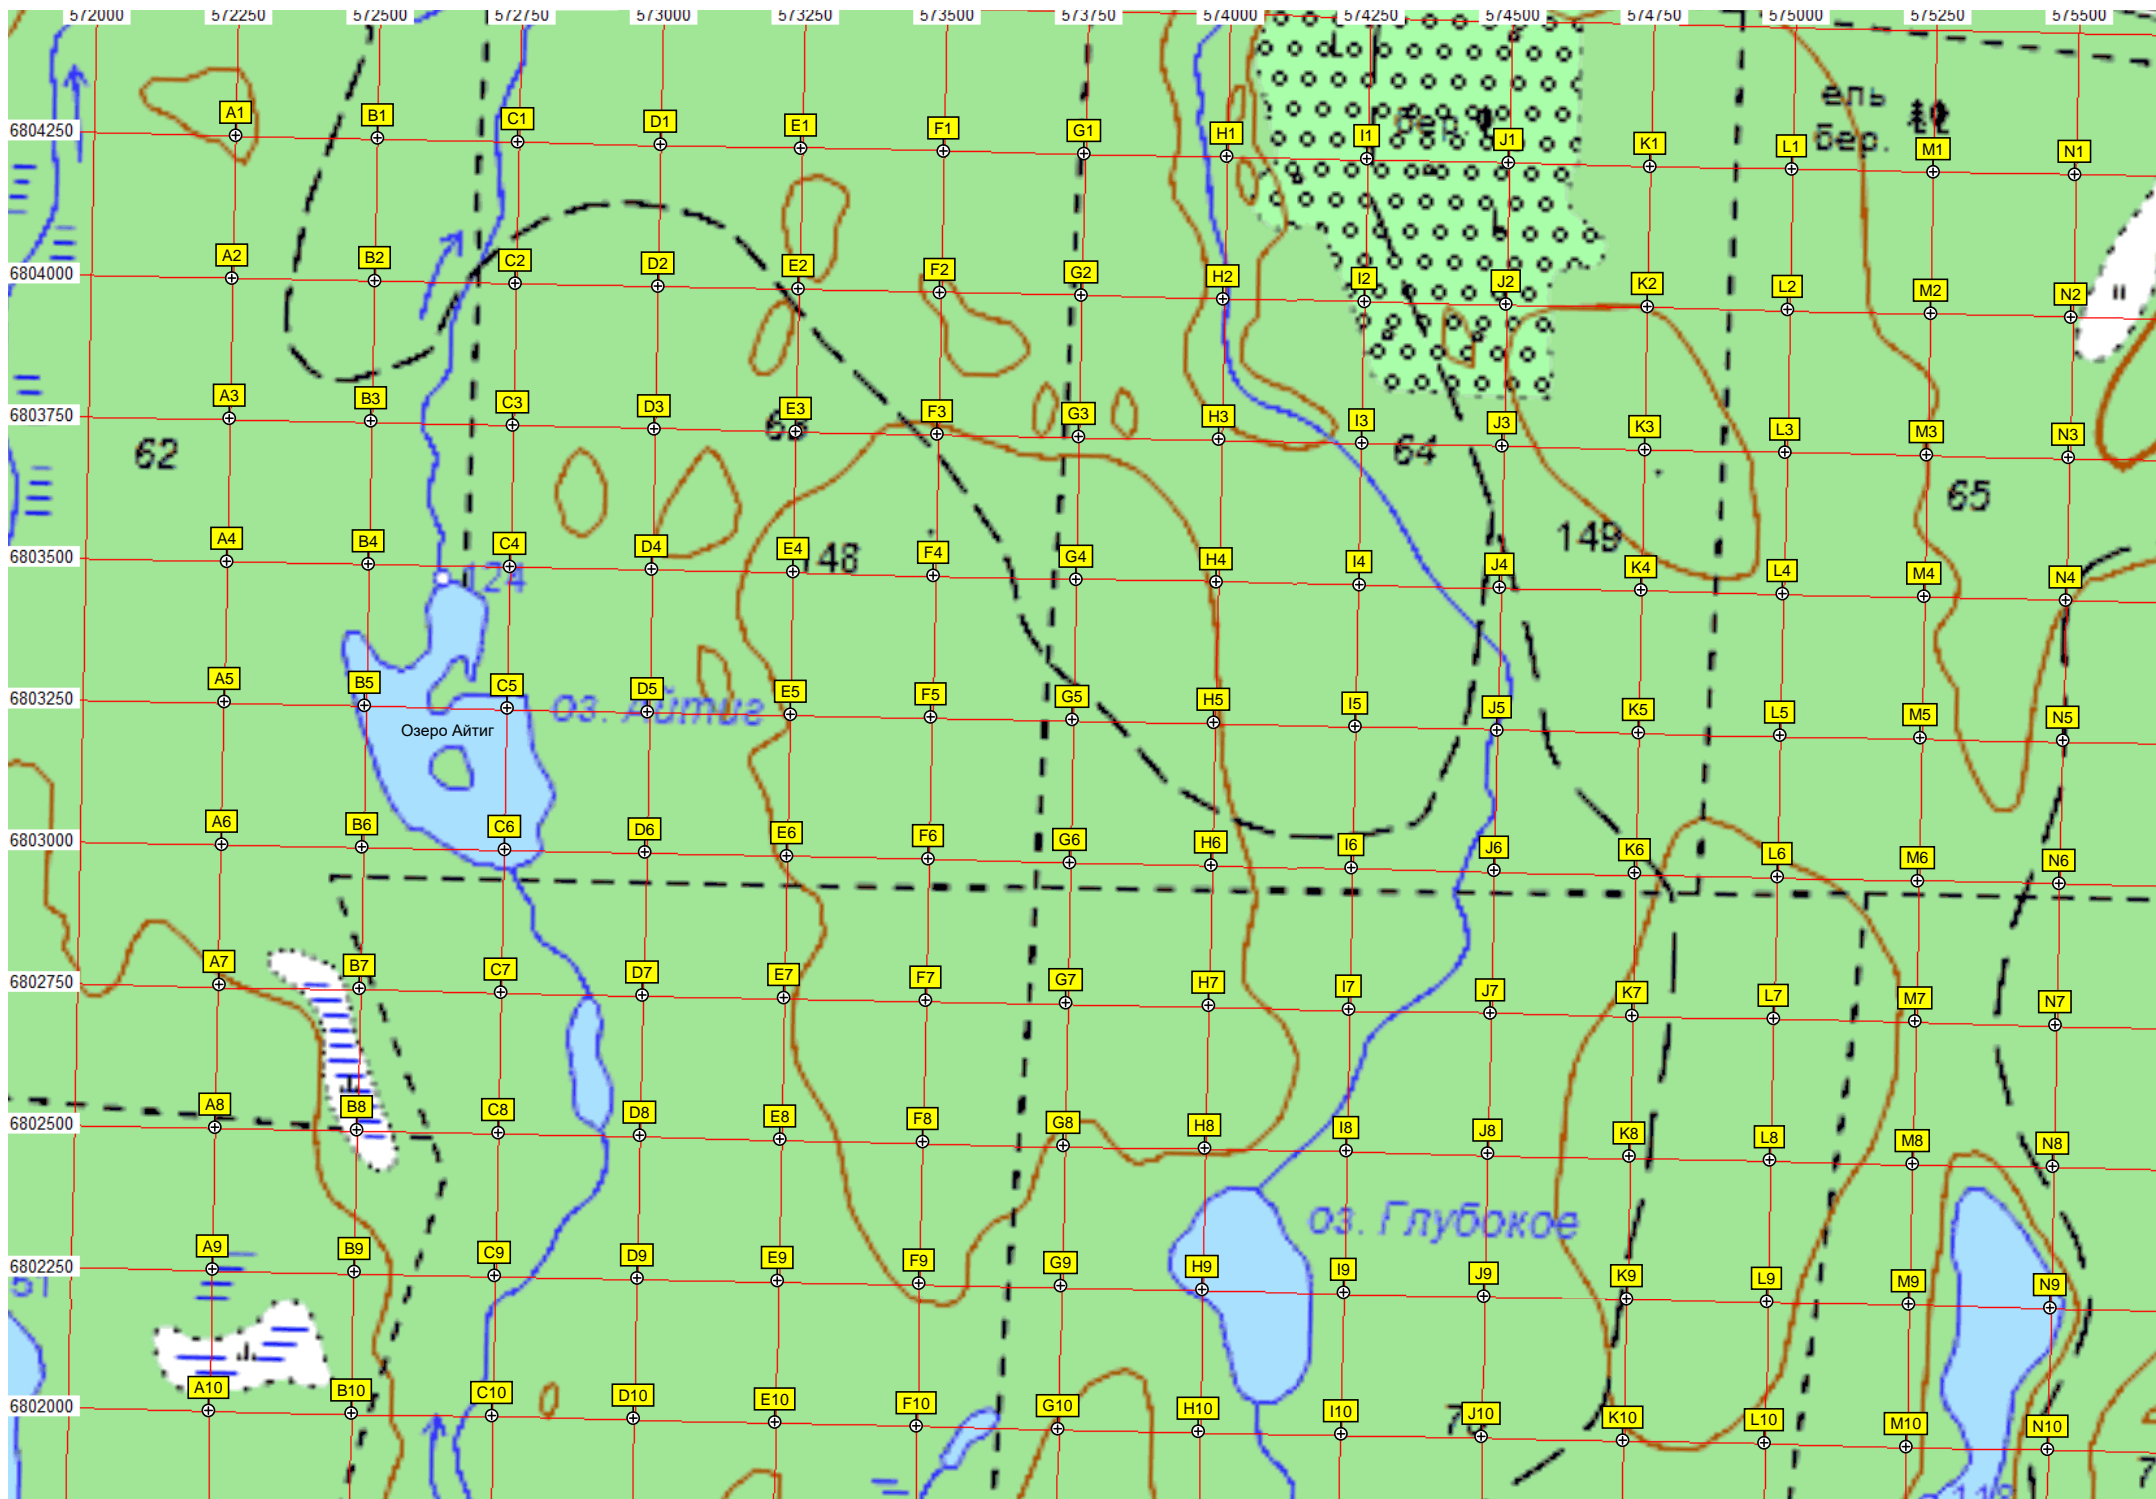 572000 572250 572500 572750 573000 573250 573500 573750 574000 574250 574500 574750 575000 575250 575500
ель
бер.
бер.
6804250 A1 B1 C1 D1 E1 F1 G1 H1 I1 J1 K1 L1 M1 N1
6804000 A2 B2 C2 D2 E2 F2 G2 H2 I2 J2 K2 L2 M2 N2
6803750 A3 B3 C3 D3 E3 F3 G3 H3 I3 J3 K3 L3 M3 N3
62 63 64 65
149
6803500 A4 B4 C4 D4 E4 F4 G4 H4 I4 J4 K4 L4 M4 N4
148
124
6803250 A5 B5 C5 D5 E5 F5 G5 H5 I5 J5 K5 L5 M5 N5
оз. Айтиг
Озеро Айтиг
6803000 A6 B6 C6 D6 E6 F6 G6 H6 I6 J6 K6 L6 M6 N6
6802750 A7 B7 C7 D7 E7 F7 G7 H7 I7 J7 K7 L7 M7 N7
6802500 A8 B8 C8 D8 E8 F8 G8 H8 I8 J8 K8 L8 M8 N8
оз. Глубокое
6802250 A9 B9 C9 D9 E9 F9 G9 H9 I9 J9 K9 L9 M9 N9
6802000 A10 B10 C10 D10 E10 F10 G10 H10 I10 J10 K10 L10 M10 N10